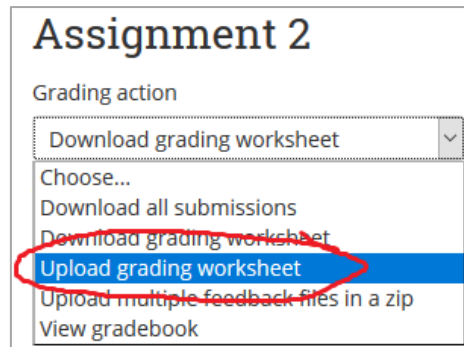 Assignment 2
Grading action
Download grading worksheet
Choose...
Download all submissions
Download grading worksheet
Upload grading worksheet
Upload multiple feedback files in a zip
View gradebook